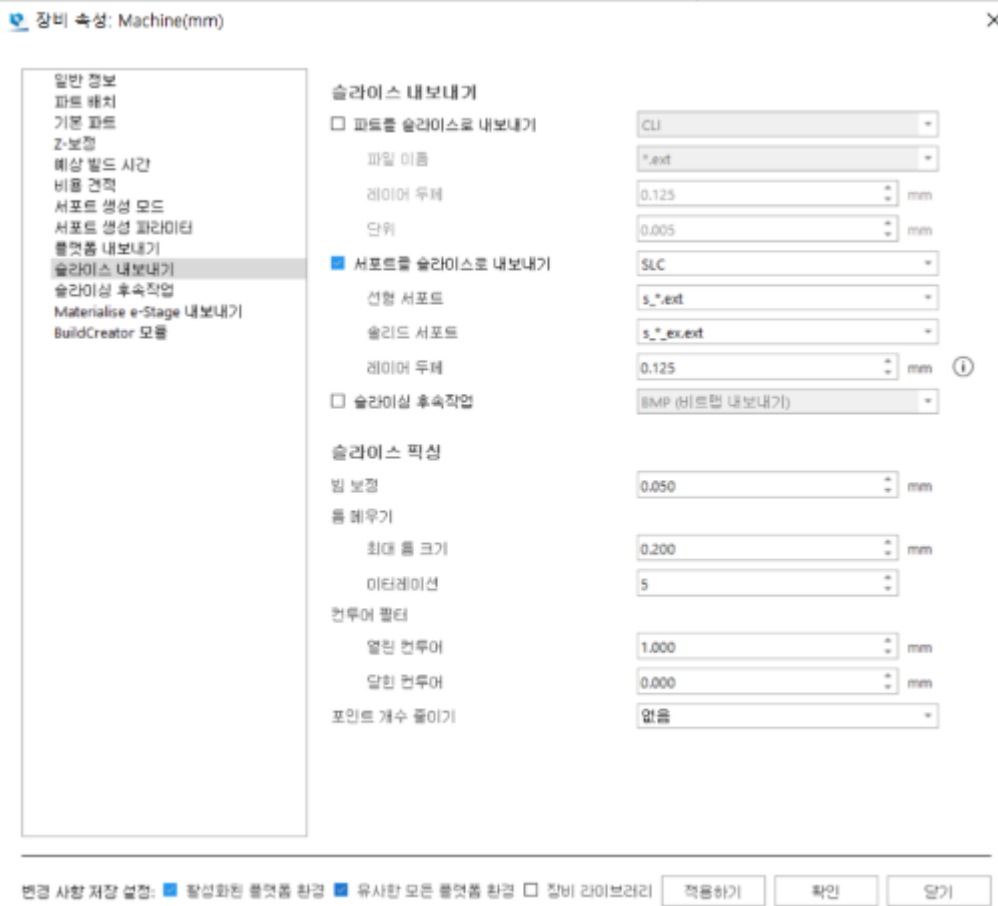 장비 속성: Machine(mm)
일반 정보
파트 배치
기본 파트
Z-보정
예상 빌드 시간
비용 견적
서포트 생성 모드
서포트 생성 파라미터
플랫폼 내보내기
슬라이스 내보내기
슬라이싱 후속작업
Materialise e-Stage 내보내기
BuildCreator 모듈
슬라이스 내보내기
파트를 슬라이스로 내보내기 CLI
파일 이름 *.ext
레이어 두께 0.125 mm
단위 0.005 mm
서포트를 슬라이스로 내보내기 SLC
선형 서포트 s_*.ext
솔리드 서포트 s_*_ex.ext
레이어 두께 0.125 mm
슬라이싱 후속작업 BMP (비트맵 내보내기)
슬라이스 픽싱
빔 보정 0.050 mm
틈 메우기
최대 틈 크기 0.200 mm
이터레이션 5
컨투어 필터
열린 컨투어 1.000 mm
닫힌 컨투어 0.000 mm
포인트 개수 줄이기 없음
변경 사항 저장 설정: 활성화된 플랫폼 환경 유사한 모든 플랫폼 환경 장비 라이브러리 적용하기 확인 닫기